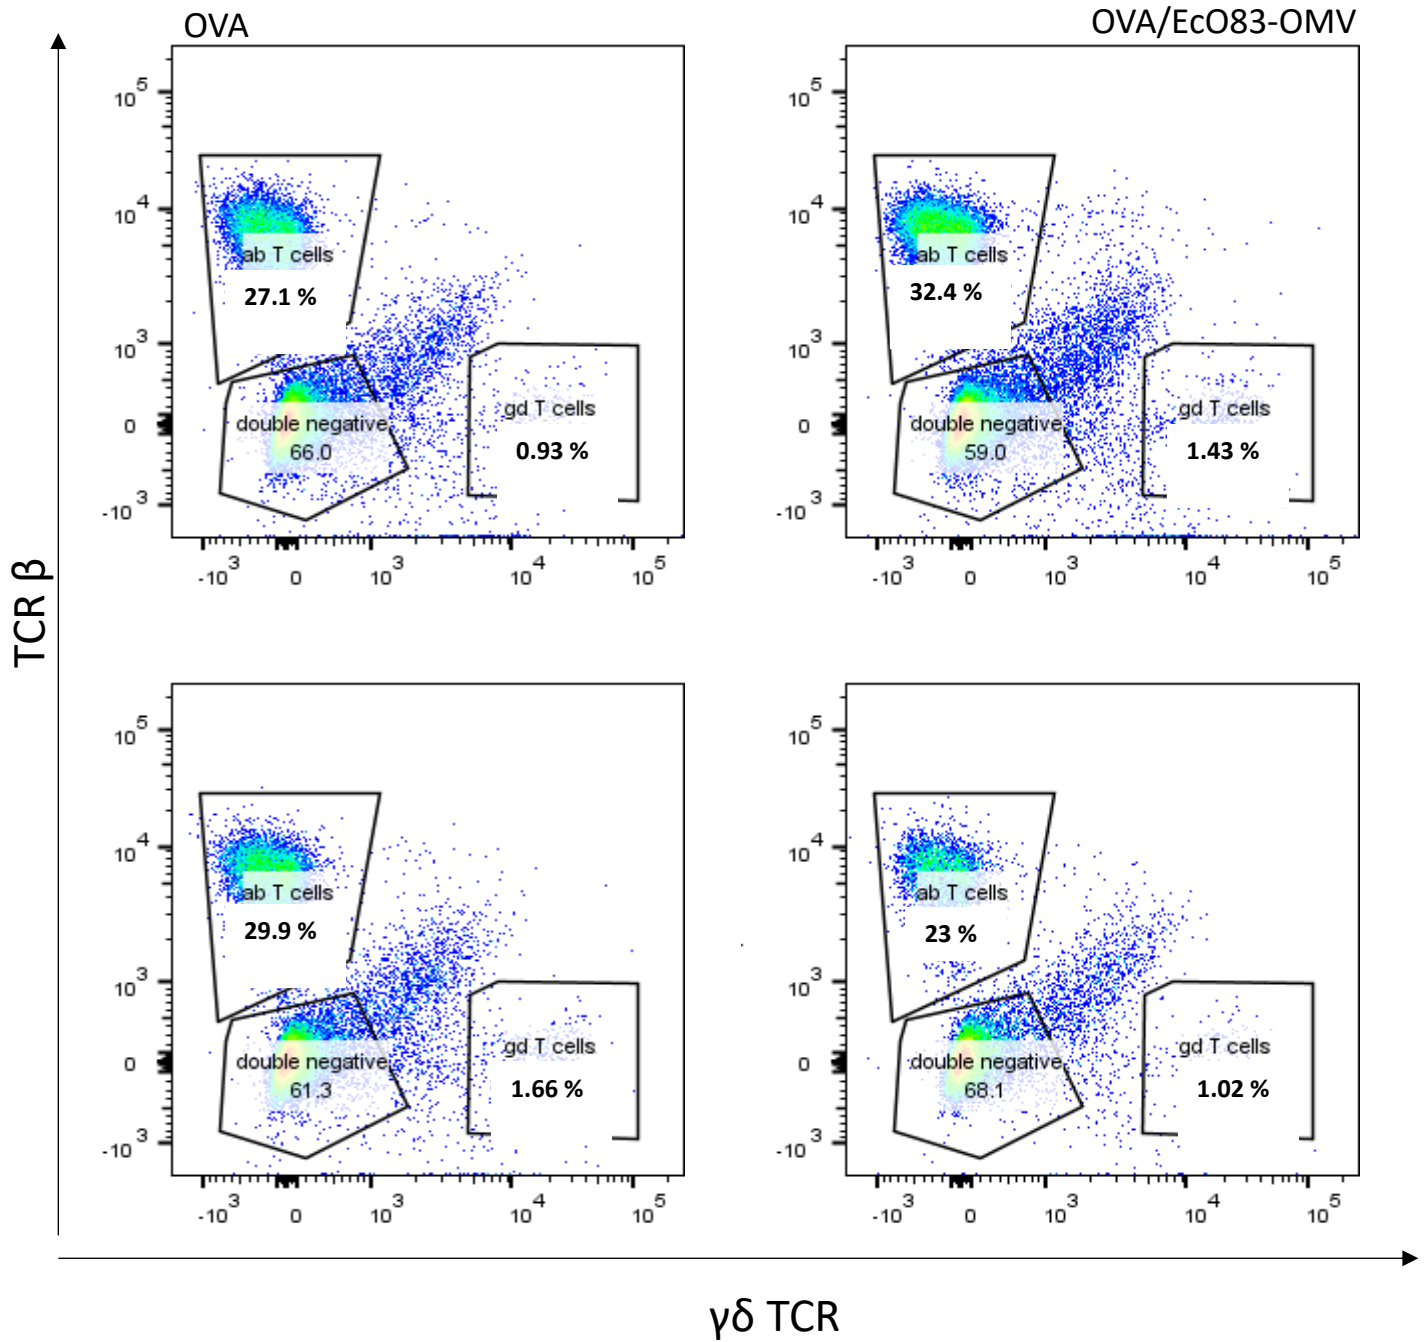 OVA
OVA/EcO83-OMV
TCR β
10^5
10^4
10^3
0
-10^3
ab T cells
27.1 %
double negative
66.0
gd T cells
0.93 %
-10^3 0 10^3 10^4 10^5
10^5
10^4
10^3
0
-10^3
ab T cells
32.4 %
double negative
59.0
gd T cells
1.43 %
-10^3 0 10^3 10^4 10^5
10^5
10^4
10^3
0
-10^3
ab T cells
29.9 %
double negative
61.3
gd T cells
1.66 %
-10^3 0 10^3 10^4 10^5
10^5
10^4
10^3
0
-10^3
ab T cells
23 %
double negative
68.1
gd T cells
1.02 %
-10^3 0 10^3 10^4 10^5
γδ TCR